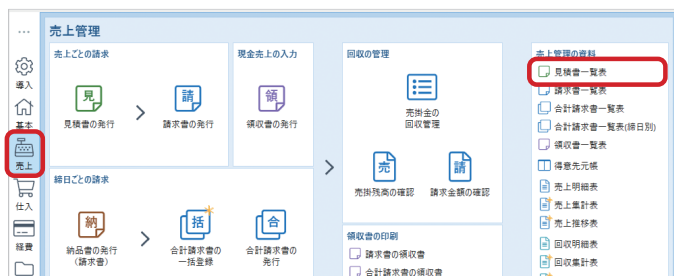 …
売上管理
導入
基本
売上
仕入
経費
売上ごとの請求
見
見積書の発行
請
請求書の発行
現金売上の入力
領
領収書の発行
締日ごとの請求
納
納品書の発行
(請求書)
括
合計請求書の
一括登録
合
合計請求書の
発行
回収の管理
売掛金の
回収管理
売
売掛残高の確認
請
請求金額の確認
領収書の印刷
売上書の領収書
合計請求書の領収書
売上管理の資料
見積書一覧表
請求書一覧表
合計請求書一覧表
合計請求書一覧表(締日別)
領収書一覧表
得意先元帳
売上明細表
売上集計表
売上推移表
回収明細表
回収集計表